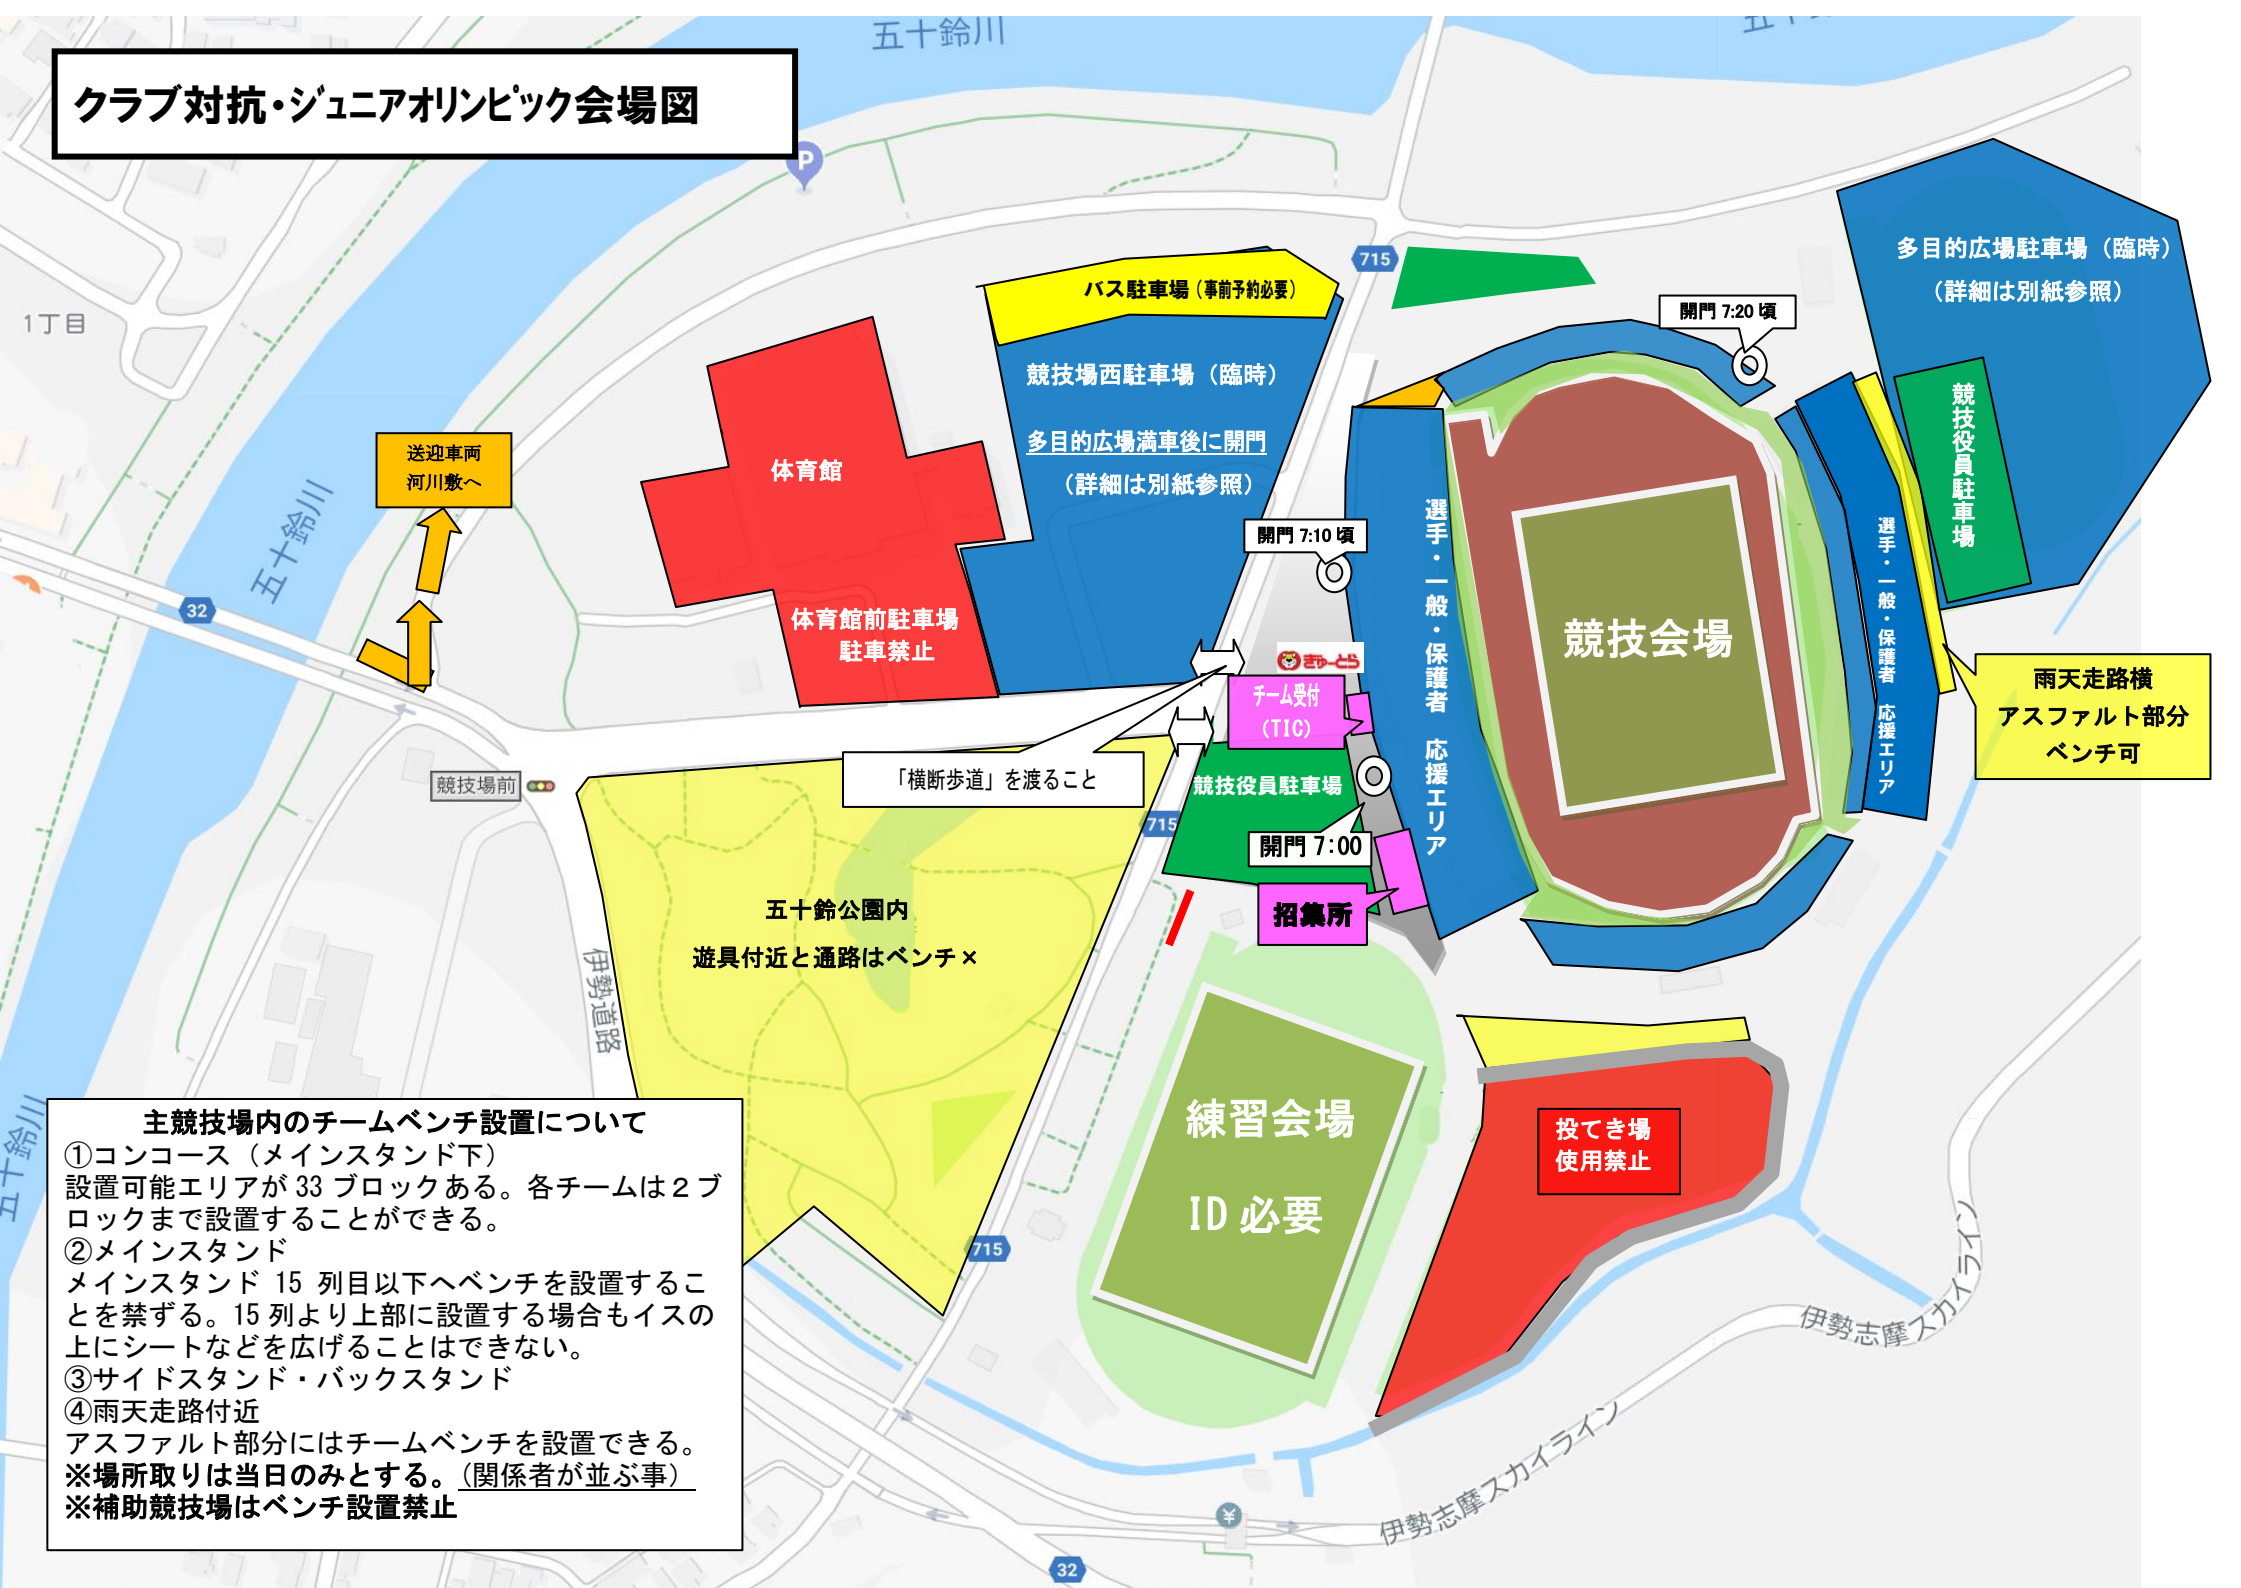 五十鈴川
クラブ対抗・ジュニアオリンピック会場図
P
多目的広場駐車場（臨時）
（詳細は別紙参照）
715
バス駐車場（事前予約必要）
開門 7:20 頃
1丁目
競技場西駐車場（臨時）
多目的広場満車後に開門
（詳細は別紙参照）
競技役員駐車場
送迎車両
河川敷へ
体育館
五十鈴川
開門 7:10 頃
選手・一般・保護者 応援エリア
選手・一般・保護者 応援エリア
32
体育館前駐車場
駐車禁止
競技会場
ぎゅーとら
チーム受付
（TIC）
雨天走路横
アスファルト部分
ベンチ可
「横断歩道」を渡ること
競技場前
競技役員駐車場
715
開門 7:00
五十鈴公園内
遊具付近と通路はベンチ×
招集所
伊勢道路
練習会場
ID 必要
投てき場
使用禁止
五十鈴川
主競技場内のチームベンチ設置について
①コンコース（メインスタンド下）
設置可能エリアが 33 ブロックある。各チームは２ブ
ロックまで設置することができる。
②メインスタンド
メインスタンド 15 列目以下へベンチを設置するこ
とを禁ずる。15 列より上部に設置する場合もイスの
上にシートなどを広げることはできない。
③サイドスタンド・バックスタンド
④雨天走路付近
アスファルト部分にはチームベンチを設置できる。
※場所取りは当日のみとする。（関係者が並ぶ事）
※補助競技場はベンチ設置禁止
715
伊勢志摩スカイライン
伊勢志摩スカイライン
¥
32